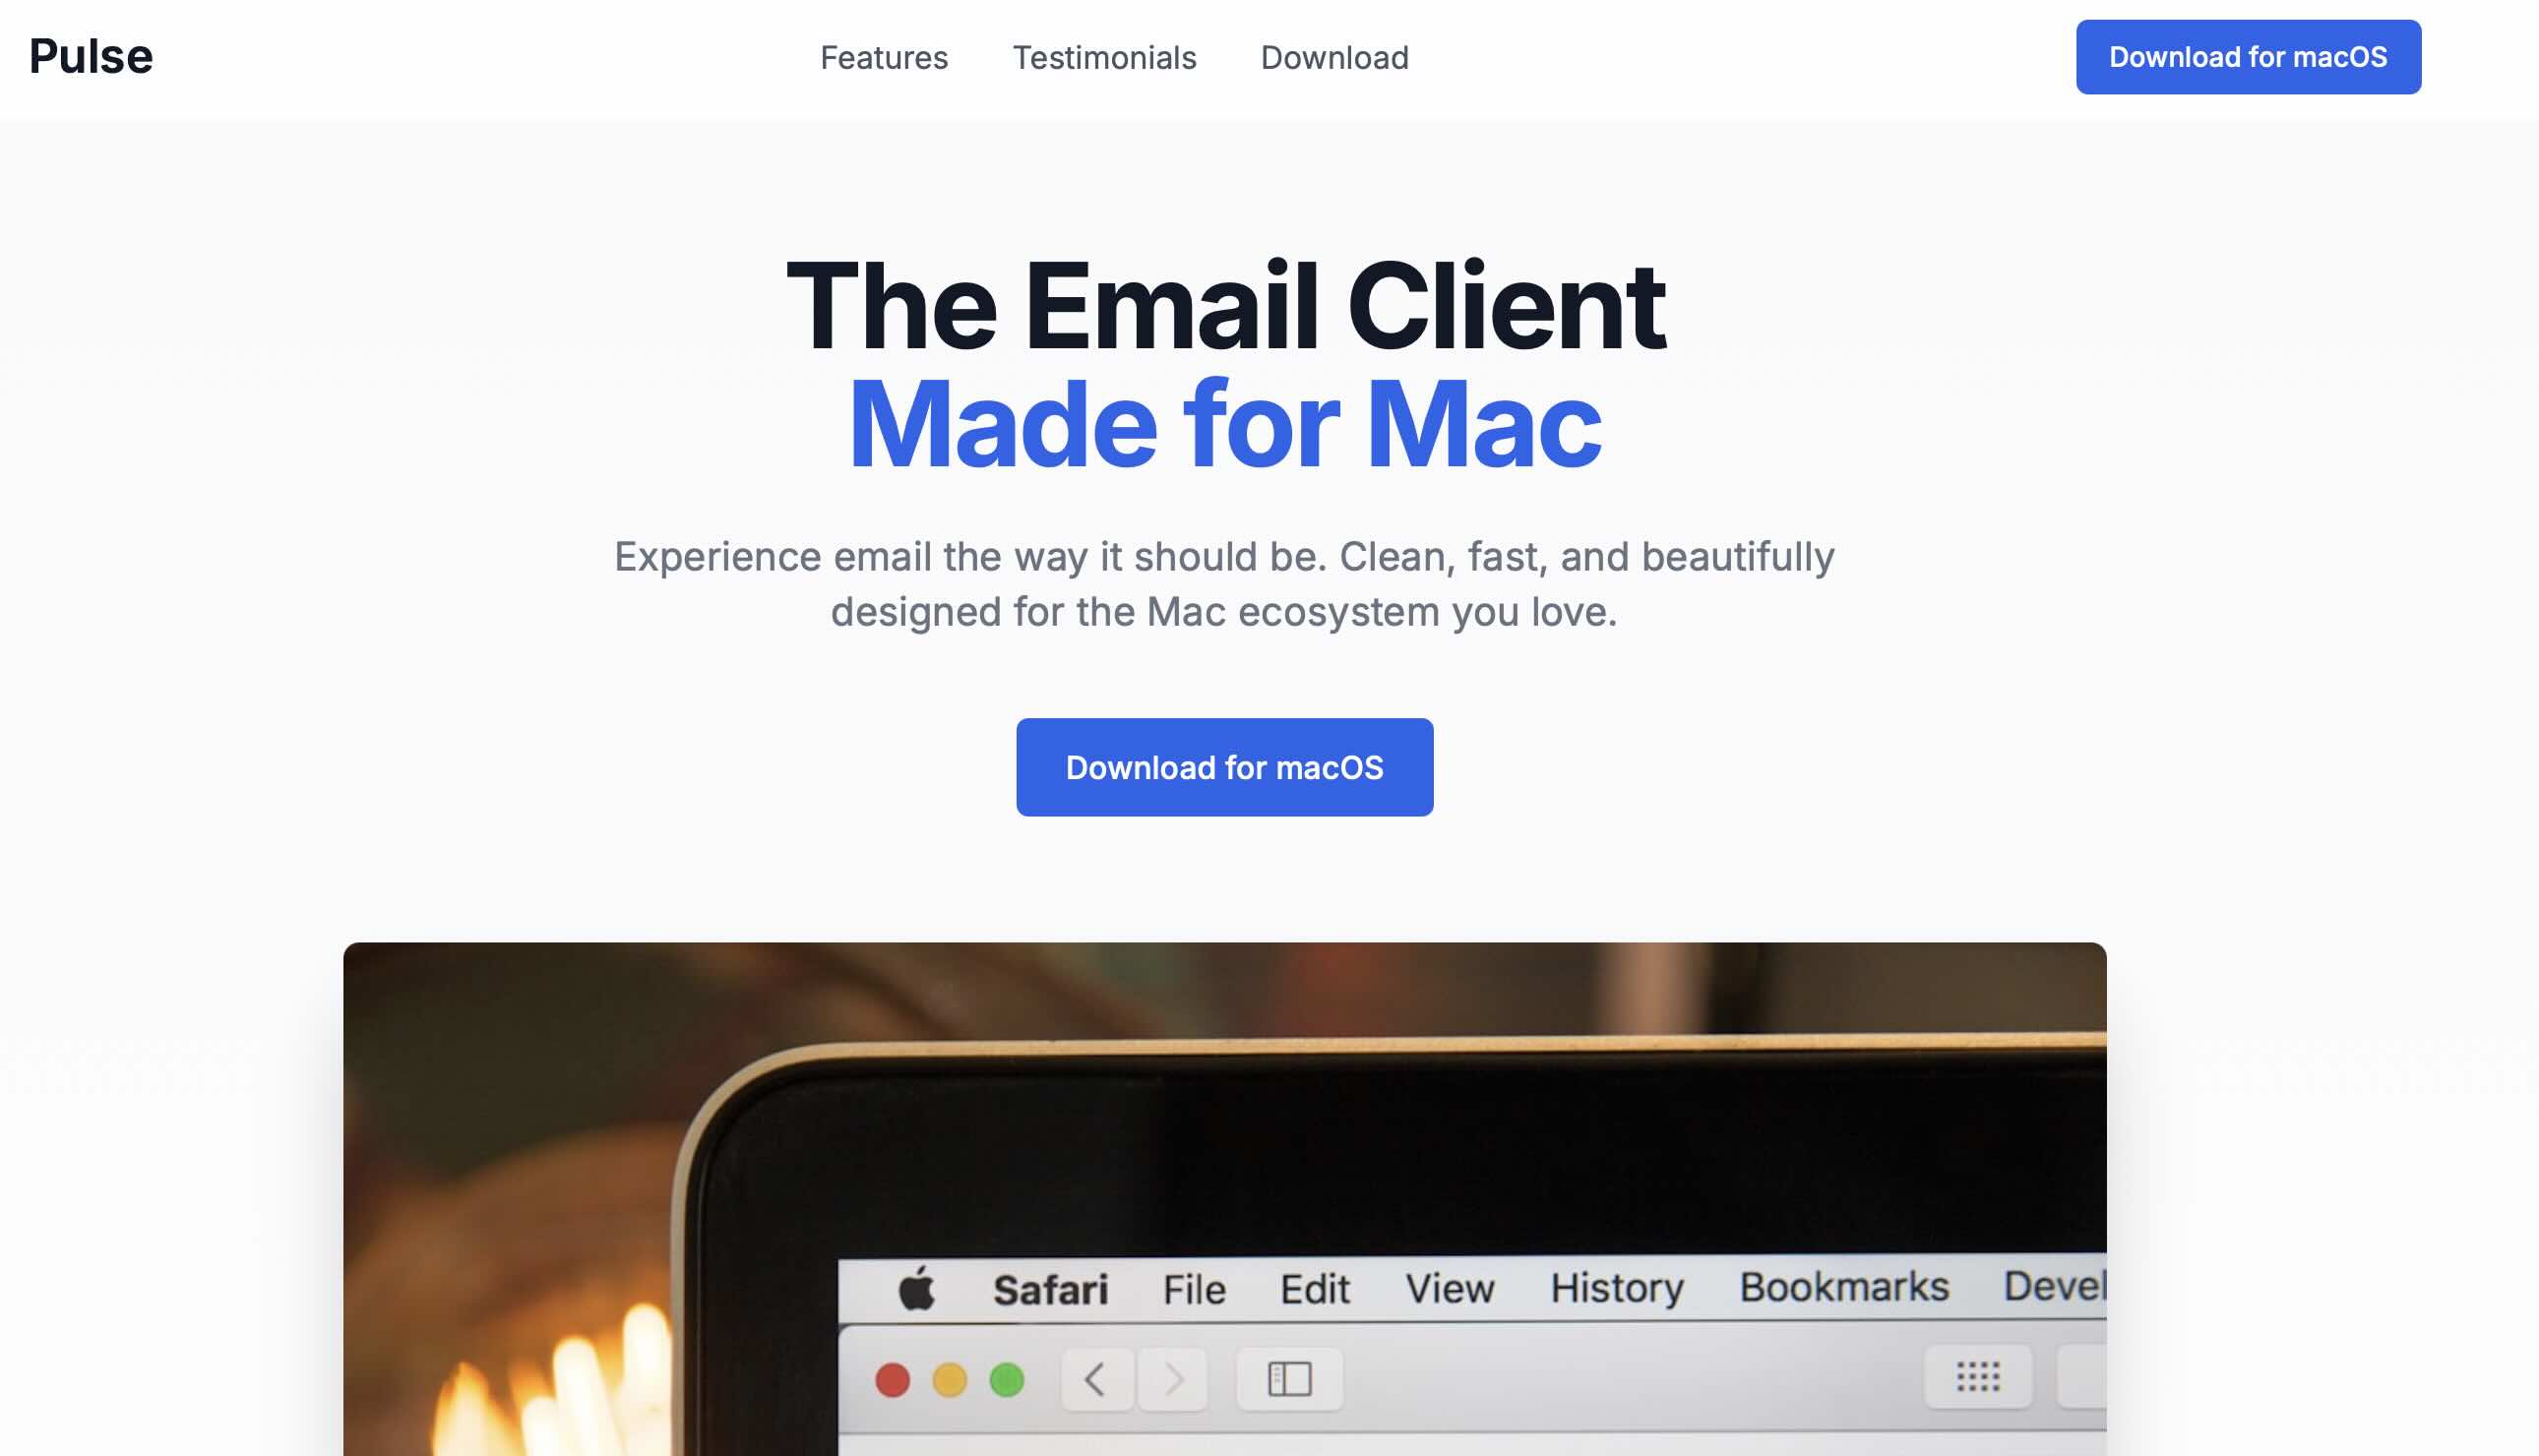 Pulse
Features
Testimonials
Download
Download for macOS
The Email Client
Made for Mac
Experience email the way it should be. Clean, fast, and beautifully
designed for the Mac ecosystem you love.
Download for macOS
Safari File Edit View History Bookmarks Devel